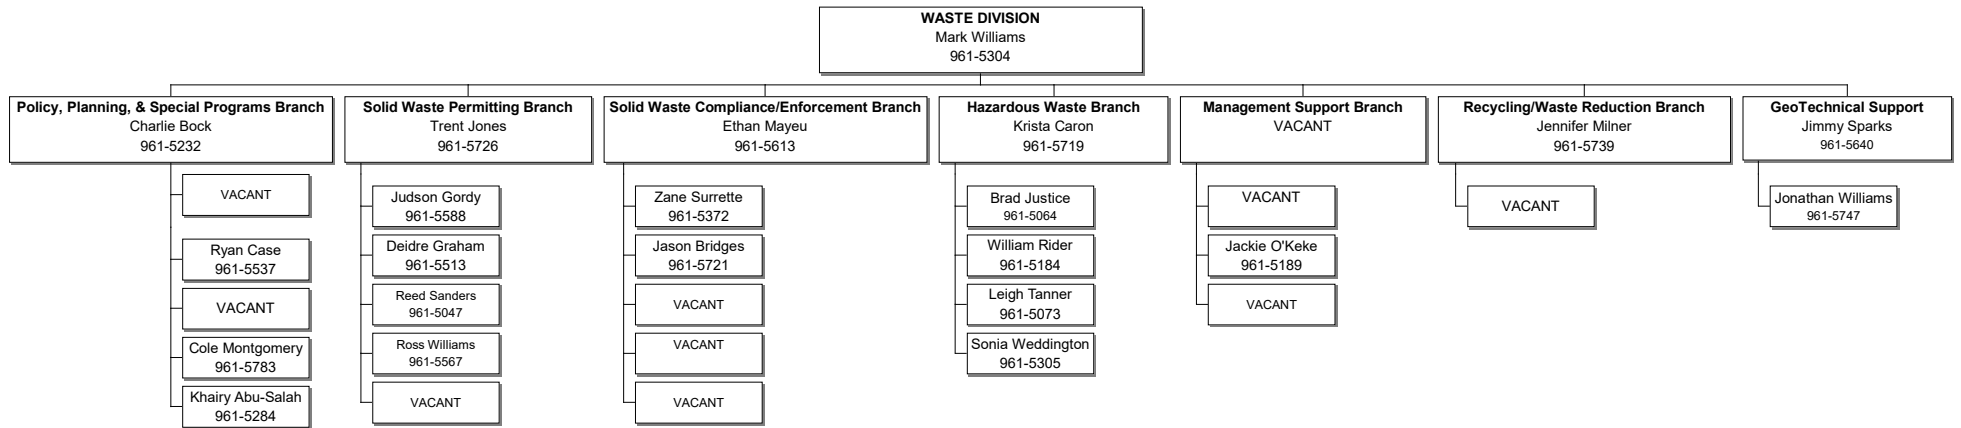 WASTE DIVISION
Mark Williams
961-5304
Policy, Planning, & Special Programs Branch
Charlie Bock
961-5232
VACANT
Ryan Case
961-5537
VACANT
Cole Montgomery
961-5783
Khairy Abu-Salah
961-5284
Solid Waste Permitting Branch
Trent Jones
961-5726
Judson Gordy
961-5588
Deidre Graham
961-5513
Reed Sanders
961-5047
Ross Williams
961-5567
VACANT
Solid Waste Compliance/Enforcement Branch
Ethan Mayeu
961-5613
Zane Surrette
961-5372
Jason Bridges
961-5721
VACANT
VACANT
VACANT
Hazardous Waste Branch
Krista Caron
961-5719
Brad Justice
961-5064
William Rider
961-5184
Leigh Tanner
961-5073
Sonia Weddington
961-5305
Management Support Branch
VACANT
VACANT
Jackie O'Keke
961-5189
VACANT
Recycling/Waste Reduction Branch
Jennifer Milner
961-5739
VACANT
GeoTechnical Support
Jimmy Sparks
961-5640
Jonathan Williams
961-5747